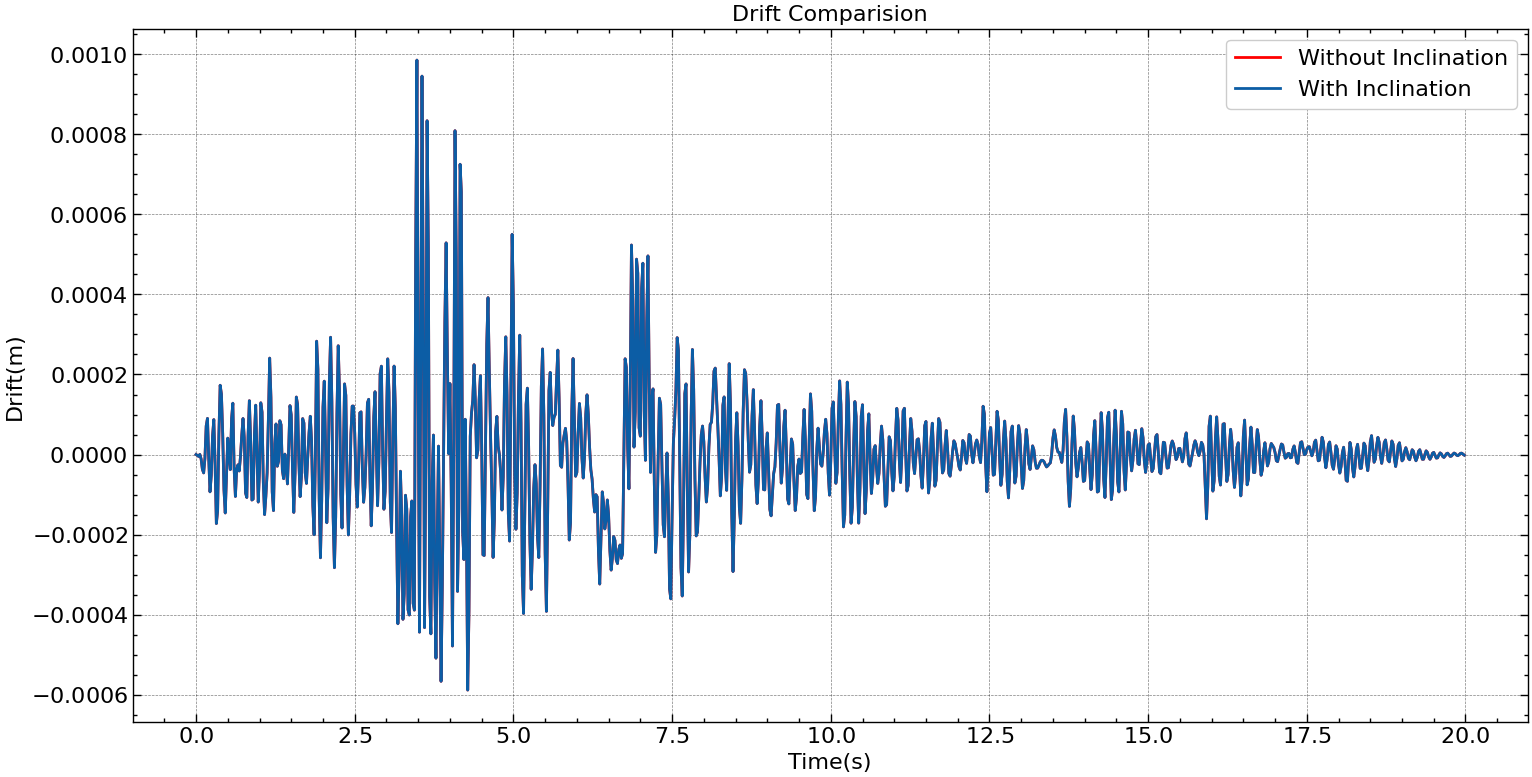 Drift Comparision
Without Inclination
With Inclination
0.0010
0.0008
0.0006
0.0004
0.0002
0.0000
−0.0002
−0.0004
−0.0006
Drift(m)
0.0 2.5 5.0 7.5 10.0 12.5 15.0 17.5 20.0
Time(s)